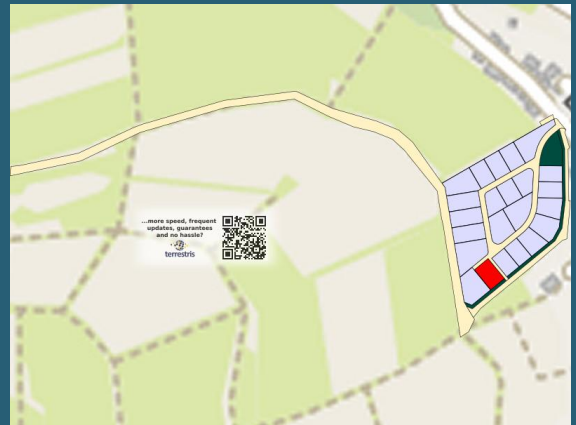 ...more speed, frequent
updates, guarantees
and no hassle?
terrestris